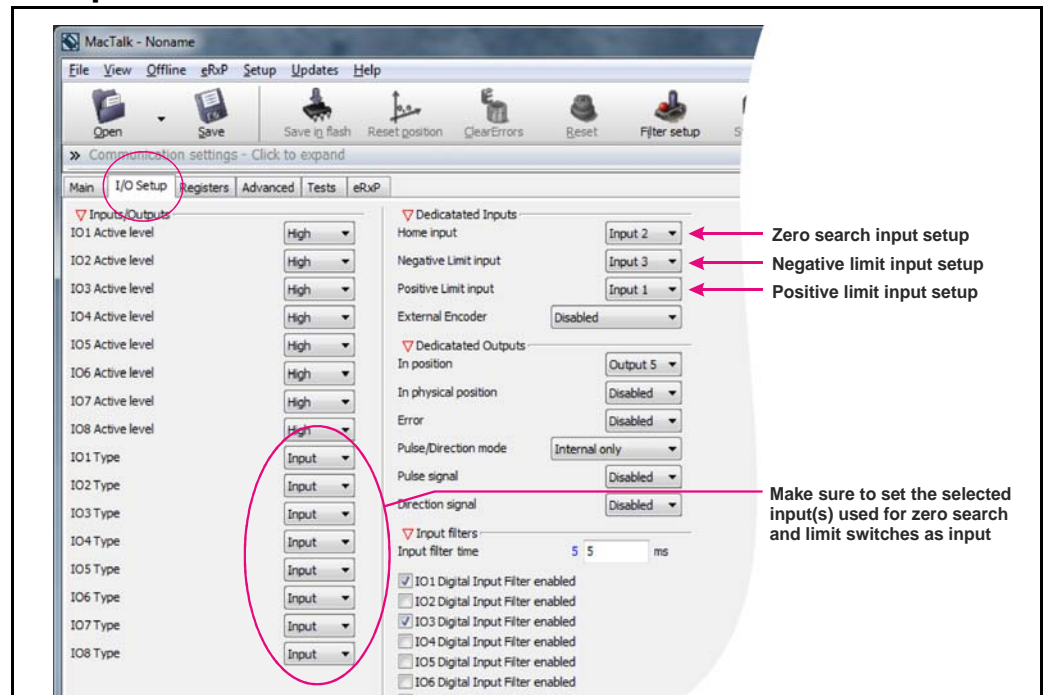 MacTalk - Noname
File View Offline eRxP Setup Updates Help
Open Save Save in flash Reset position ClearErrors Reset Filter setup
» Communication settings - Click to expand
Main I/O Setup Registers Advanced Tests eRxP
Inputs/Outputs
IO1 Active level High
IO2 Active level High
IO3 Active level High
IO4 Active level High
IO5 Active level High
IO6 Active level High
IO7 Active level High
IO8 Active level High
IO1 Type Input
IO2 Type Input
IO3 Type Input
IO4 Type Input
IO5 Type Input
IO6 Type Input
IO7 Type Input
IO8 Type Input
Dedicatated Inputs
Home input Input 2
Negative Limit input Input 3
Positive Limit input Input 1
External Encoder Disabled
Dedicatated Outputs
In position Output 5
In physical position Disabled
Error Disabled
Pulse/Direction mode Internal only
Pulse signal Disabled
Direction signal Disabled
Input filters
Input filter time 5 5 ms
IO1 Digital Input Filter enabled
IO2 Digital Input Filter enabled
IO3 Digital Input Filter enabled
IO4 Digital Input Filter enabled
IO5 Digital Input Filter enabled
IO6 Digital Input Filter enabled
Zero search input setup
Negative limit input setup
Positive limit input setup
Make sure to set the selected
input(s) used for zero search
and limit switches as input